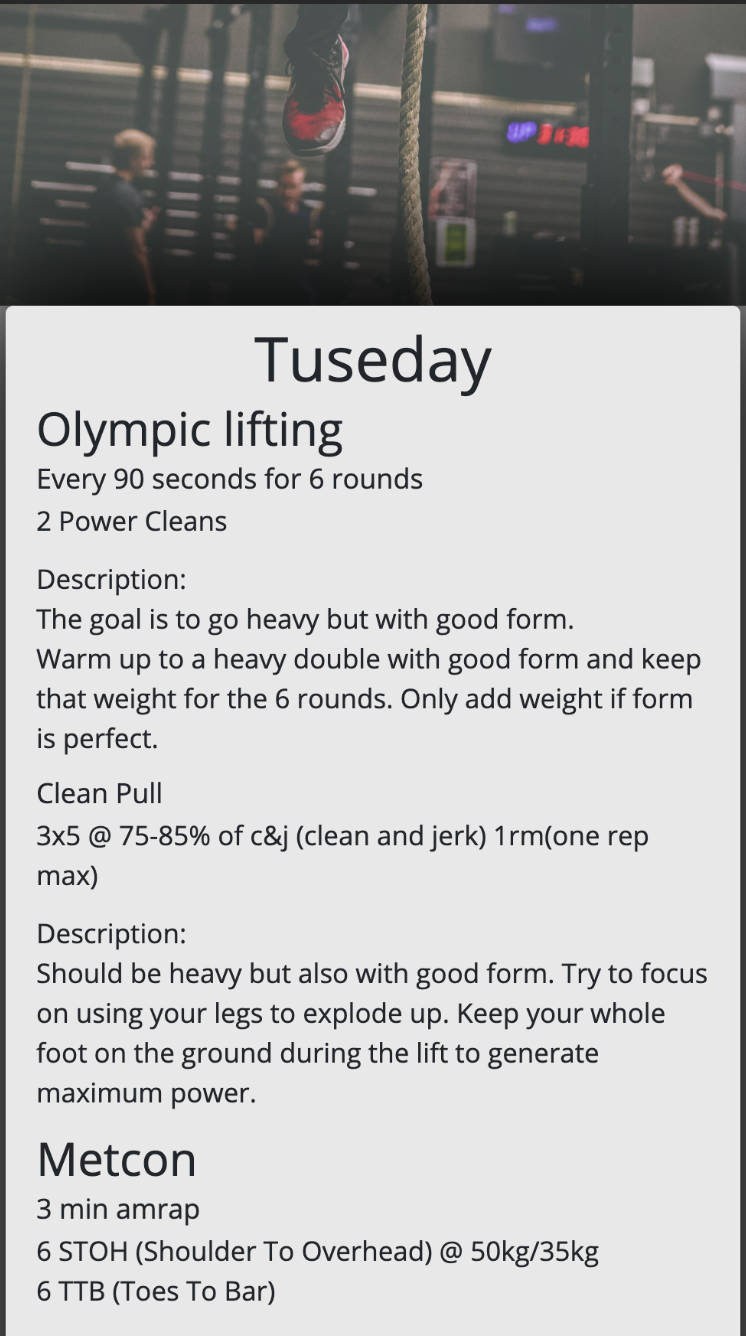 Tuseday
Olympic lifting
Every 90 seconds for 6 rounds
2 Power Cleans
Description:
The goal is to go heavy but with good form.
Warm up to a heavy double with good form and keep
that weight for the 6 rounds. Only add weight if form
is perfect.
Clean Pull
3x5 @ 75-85% of c&j (clean and jerk) 1rm(one rep
max)
Description:
Should be heavy but also with good form. Try to focus
on using your legs to explode up. Keep your whole
foot on the ground during the lift to generate
maximum power.
Metcon
3 min amrap
6 STOH (Shoulder To Overhead) @ 50kg/35kg
6 TTB (Toes To Bar)